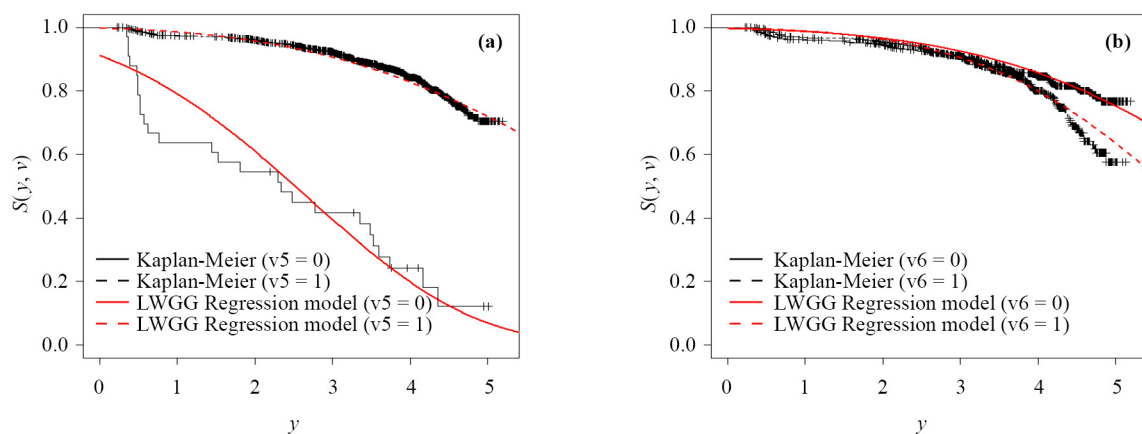 (a)
1.0
0.8
0.6
0.4
0.2
0.0
S(y, v)
Kaplan-Meier (v5 = 0)
Kaplan-Meier (v5 = 1)
LWGG Regression model (v5 = 0)
LWGG Regression model (v5 = 1)
0 1 2 3 4 5
y
(b)
1.0
0.8
0.6
0.4
0.2
0.0
S(y, v)
Kaplan-Meier (v6 = 0)
Kaplan-Meier (v6 = 1)
LWGG Regression model (v6 = 0)
LWGG Regression model (v6 = 1)
0 1 2 3 4 5
y